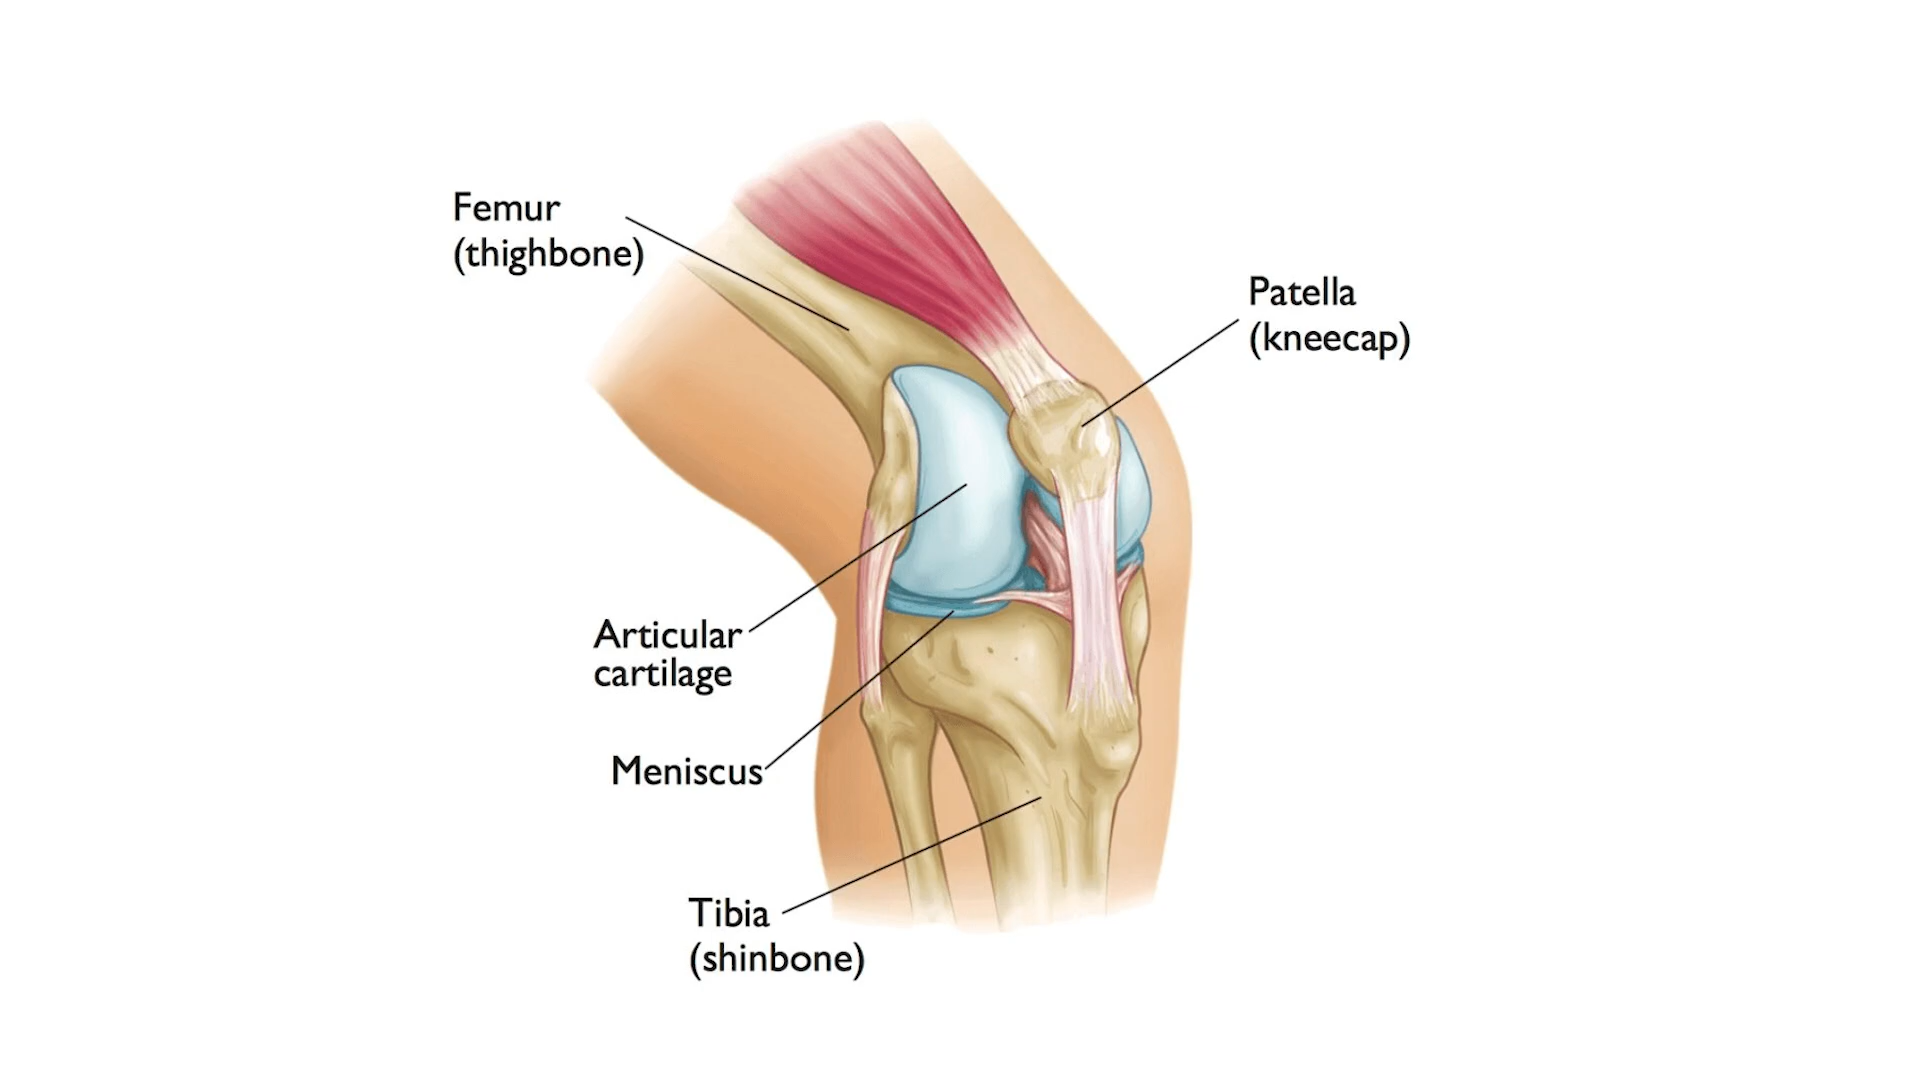 Femur
(thighbone)
Patella
(kneecap)
Articular
cartilage
Meniscus
Tibia
(shinbone)